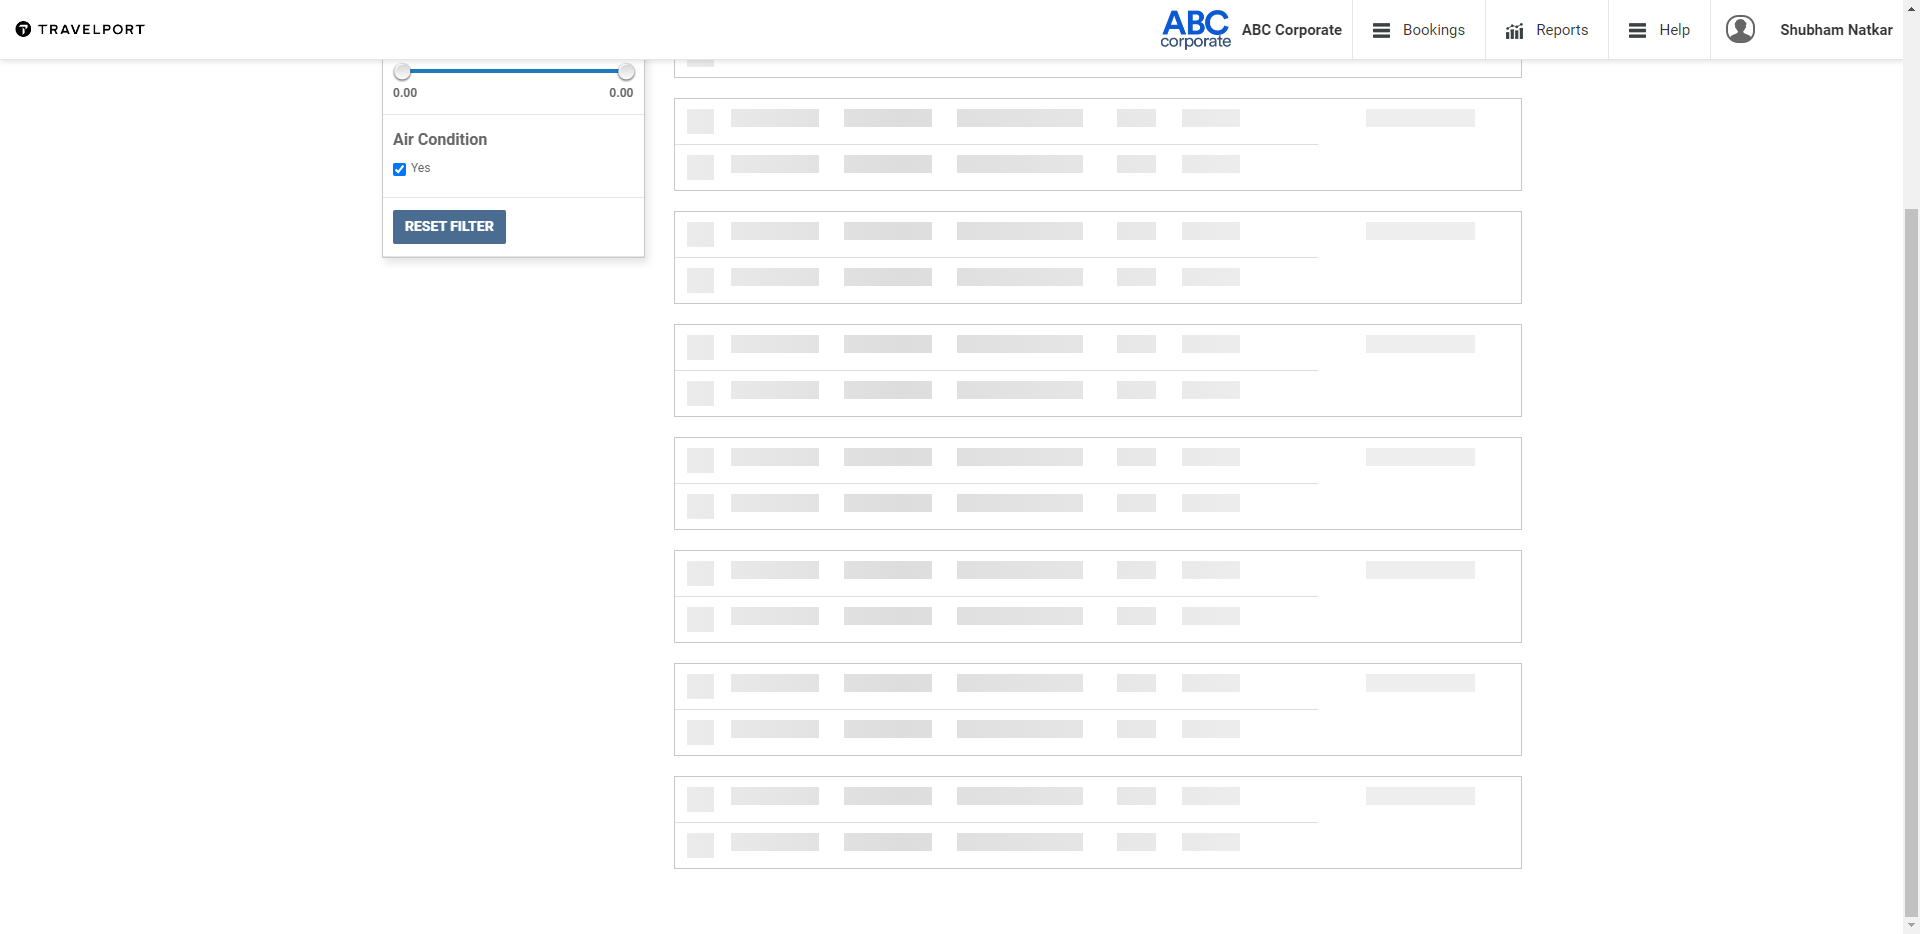 TRAVELPORT
ABC
corporate
ABC Corporate
Bookings
Reports
Help
Shubham Natkar
0.00 0.00
Air Condition
Yes
RESET FILTER